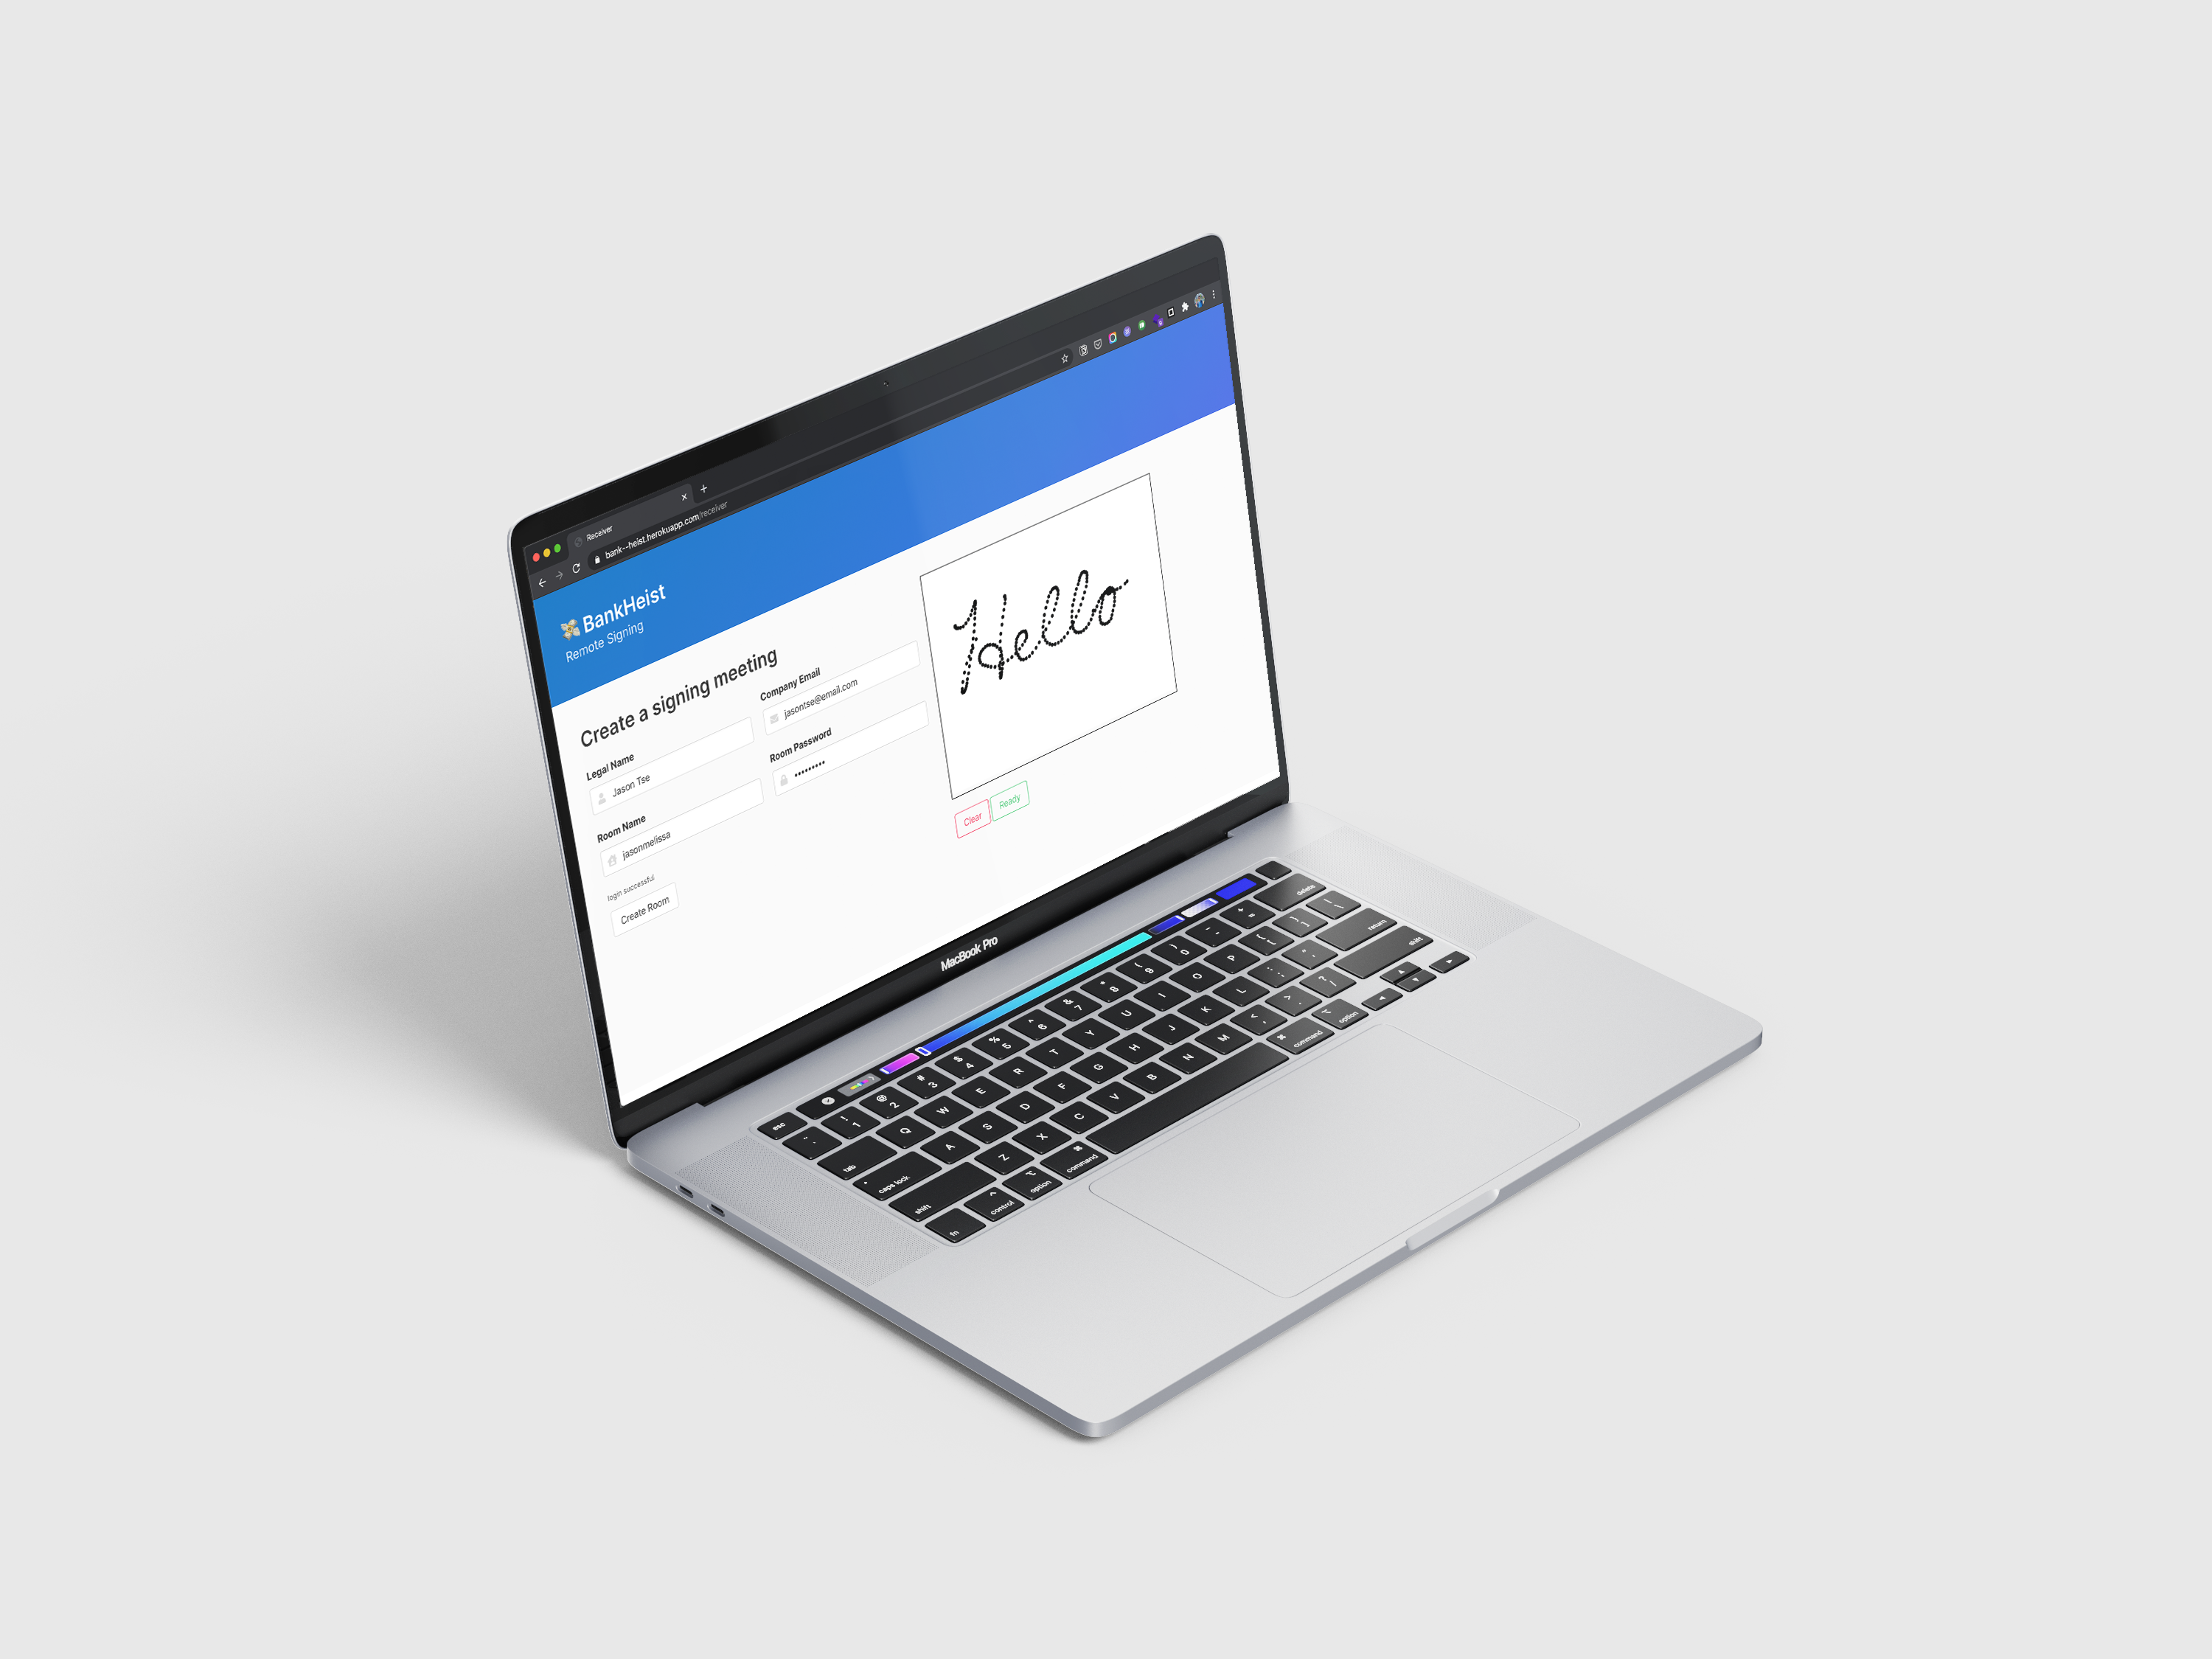 Receiver
bank--heist.herokuapp.com/receiver
💸 BankHeist
Remote Signing
Create a signing meeting
Legal Name
Jason Tse
Company Email
jasontse@email.com
Room Name
jasonmelissa
Room Password
•••••••••
login successful
Create Room
Hello
Clear Ready
MacBook Pro
esc
~ ` ! 1 @ 2 # 3 $ 4 % 5 ^ 6 & 7 * 8 ( 9 ) 0 - + = delete
tab Q W E R T Y U I O P { [ } ] | \
caps lock A S D F G H J K L : ; " ' return
shift Z X C V B N M < , > . ? / shift
fn control option command command option